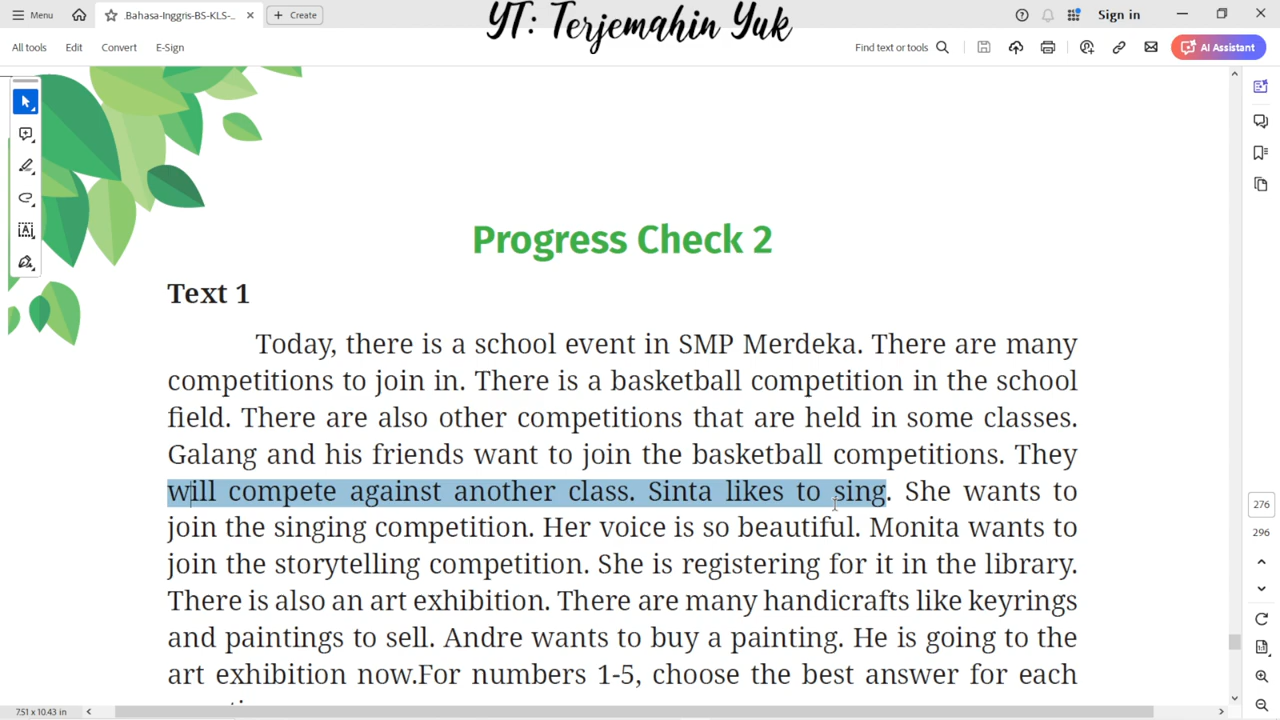 Menu
.Bahasa-Inggris-BS-KLS-...
Create
YT: Terjemahin Yuk
Sign in
All tools Edit Convert E-Sign
Find text or tools
AI Assistant
Progress Check 2
Text 1
Today, there is a school event in SMP Merdeka. There are many
competitions to join in. There is a basketball competition in the school
field. There are also other competitions that are held in some classes.
Galang and his friends want to join the basketball competitions. They
will compete against another class. Sinta likes to sing. She wants to
join the singing competition. Her voice is so beautiful. Monita wants to
join the storytelling competition. She is registering for it in the library.
There is also an art exhibition. There are many handicrafts like keyrings
and paintings to sell. Andre wants to buy a painting. He is going to the
art exhibition now.For numbers 1-5, choose the best answer for each
276
296
7.51 x 10.43 in